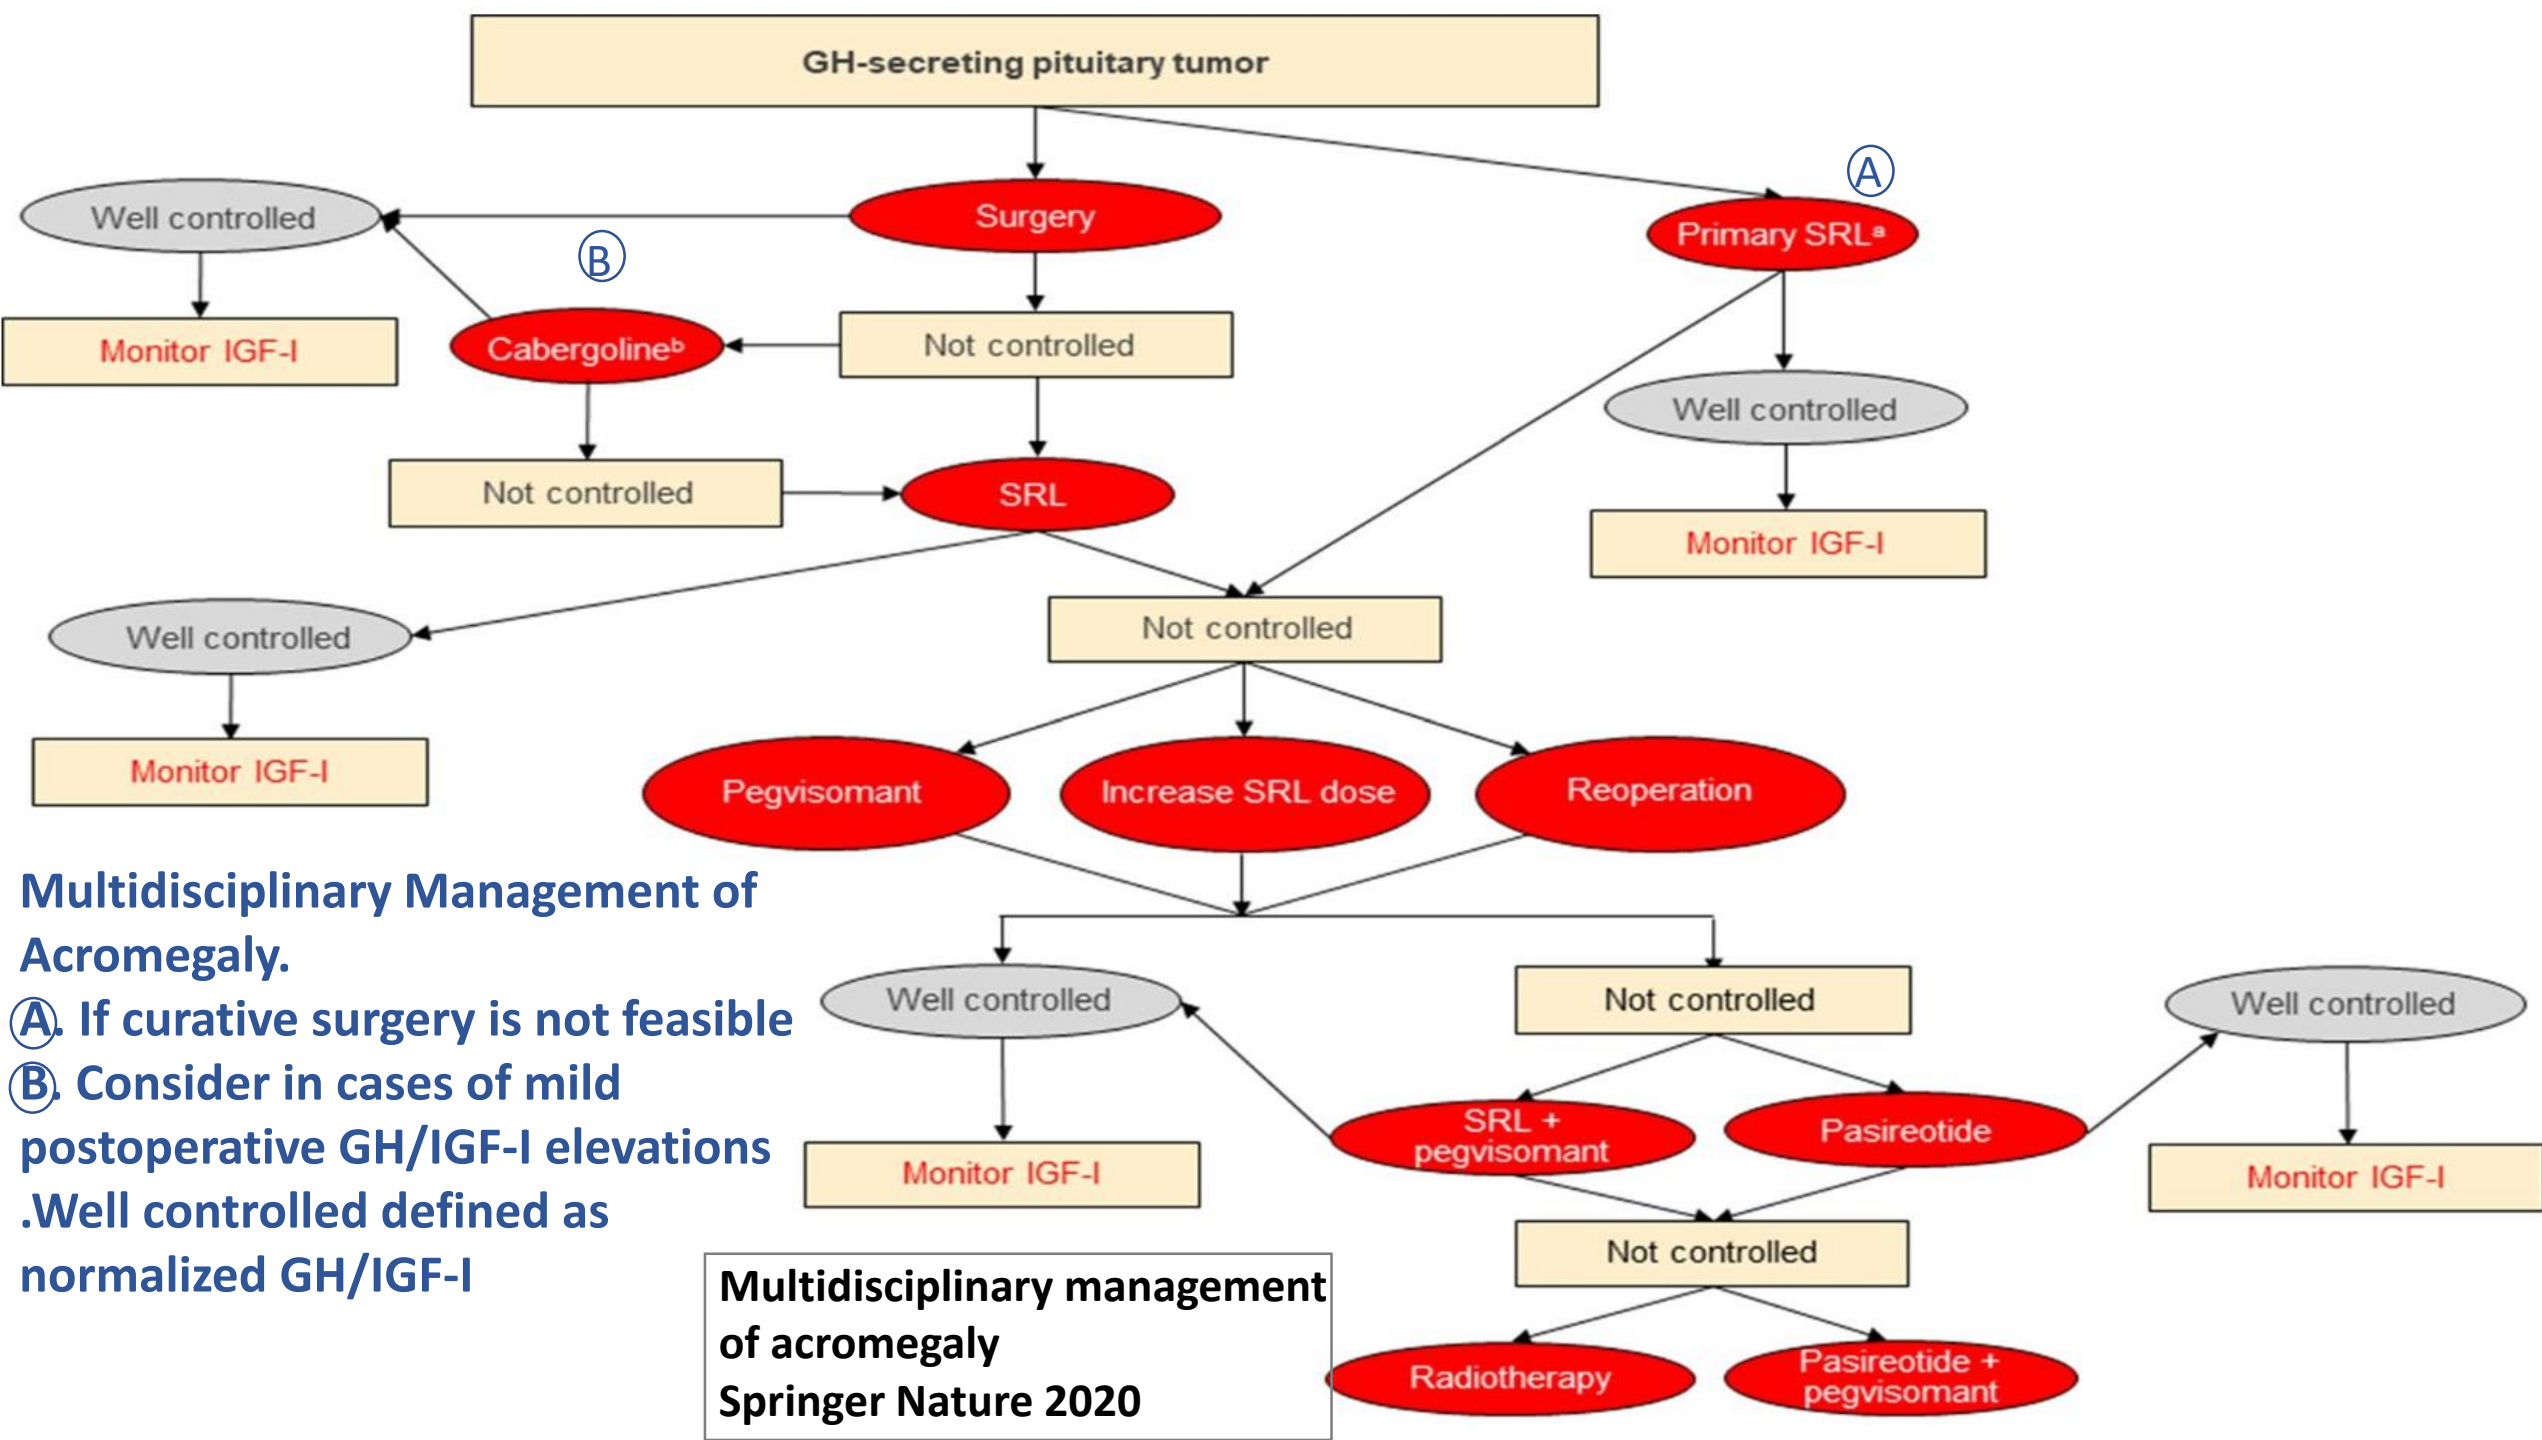 GH-secreting pituitary tumor
A
Well controlled
Surgery
Primary SRLᵃ
B
Monitor IGF-I
Cabergolineᵇ
Not controlled
Well controlled
Not controlled
SRL
Monitor IGF-I
Well controlled
Not controlled
Monitor IGF-I
Pegvisomant
Increase SRL dose
Reoperation
Multidisciplinary Management of
Acromegaly.
A. If curative surgery is not feasible
B. Consider in cases of mild
postoperative GH/IGF-I elevations
.Well controlled defined as
normalized GH/IGF-I
Well controlled
Not controlled
Well controlled
SRL +
pegvisomant
Pasireotide
Monitor IGF-I
Monitor IGF-I
Not controlled
Multidisciplinary management
of acromegaly
Springer Nature 2020
Radiotherapy
Pasireotide +
pegvisomant